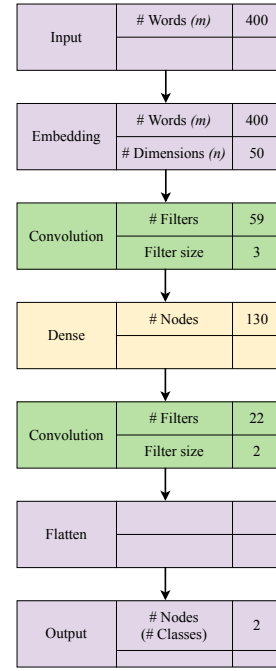 Input
# Words (m) 400
Embedding
# Words (m) 400
# Dimensions (n) 50
Convolution
# Filters 59
Filter size 3
Dense
# Nodes 130
Convolution
# Filters 22
Filter size 2
Flatten
Output
# Nodes
(# Classes)
2